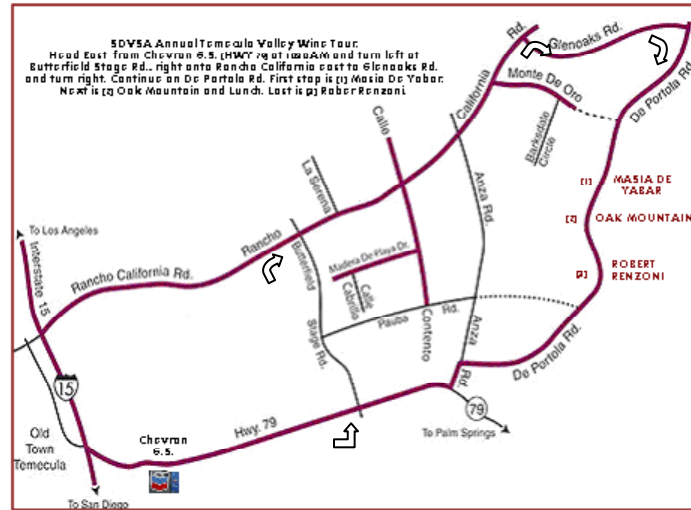 SDVSA Annual Temecula Valley Wine Tour.
Head East from Chevron G.S. (HWY 79) at 1000AM and turn left at
Butterfield Stage Rd., right onto Rancho California east to Glenoaks Rd.
and turn right. Continue on De Portola Rd. First stop is [1] Masia De Yabar.
Next is [2] Oak Mountain and Lunch. Last is [3] Rober Renzoni.
Rd.
Glenoaks Rd.
Monte De Oro
De Portola Rd.
California
Calle
Barksdale
Circle
La Serena
Anza Rd.
[1] MASIA DE
YABAR
[2] OAK MOUNTAIN
To Los Angeles
Interstate 15
Rancho
Butterfield
Madera De Playa Dr.
Rancho California Rd.
Calle
Cabrillo
[3] ROBERT
RENZONI
Stage Rd.
Pauba Rd.
Contento
Anza
Rd.
De Portola Rd.
15
79
To Palm Springs
Hwy. 79
Old
Town
Temecula
Chevron
G.S.
To San Diego